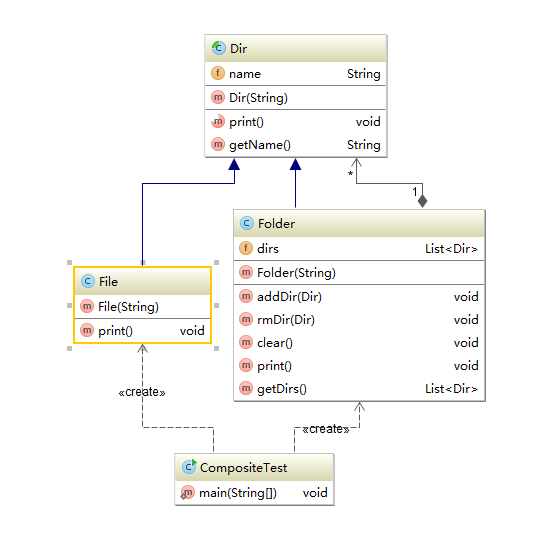 Dir
name String
Dir(String)
print() void
getName() String
*
1
Folder
dirs List<Dir>
Folder(String)
addDir(Dir) void
rmDir(Dir) void
clear() void
print() void
getDirs() List<Dir>
File
File(String)
print() void
«create»
«create»
CompositeTest
main(String[]) void